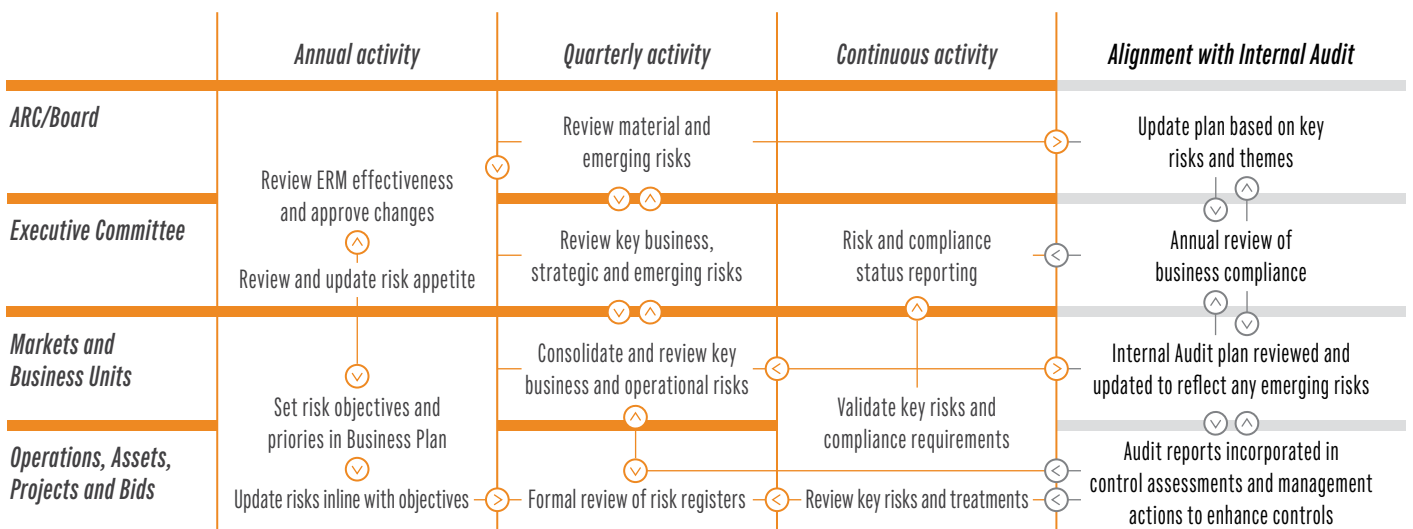 Annual activity
Quarterly activity
Continuous activity
Alignment with Internal Audit
ARC/Board
Review ERM effectiveness
and approve changes
Review material and
emerging risks
Update plan based on key
risks and themes
Executive Committee
Review and update risk appetite
Review key business,
strategic and emerging risks
Risk and compliance
status reporting
Annual review of
business compliance
Markets and
Business Units
Set risk objectives and
priories in Business Plan
Consolidate and review key
business and operational risks
Validate key risks and
compliance requirements
Internal Audit plan reviewed and
updated to reflect any emerging risks
Operations, Assets,
Projects and Bids
Update risks inline with objectives
Formal review of risk registers
Review key risks and treatments
Audit reports incorporated in
control assessments and management
actions to enhance controls